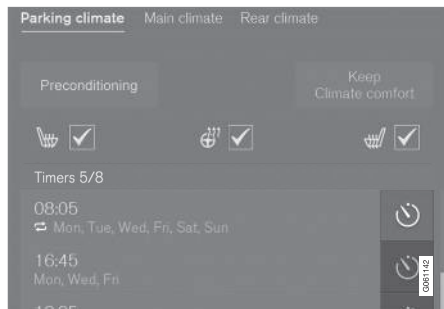 Parking climate Main climate Rear climate
Preconditioning
Keep
Climate comfort
Timers 5/8
08:05
Mon, Tue, Wed, Fri, Sat, Sun
16:45
Mon, Wed, Fri
G061142